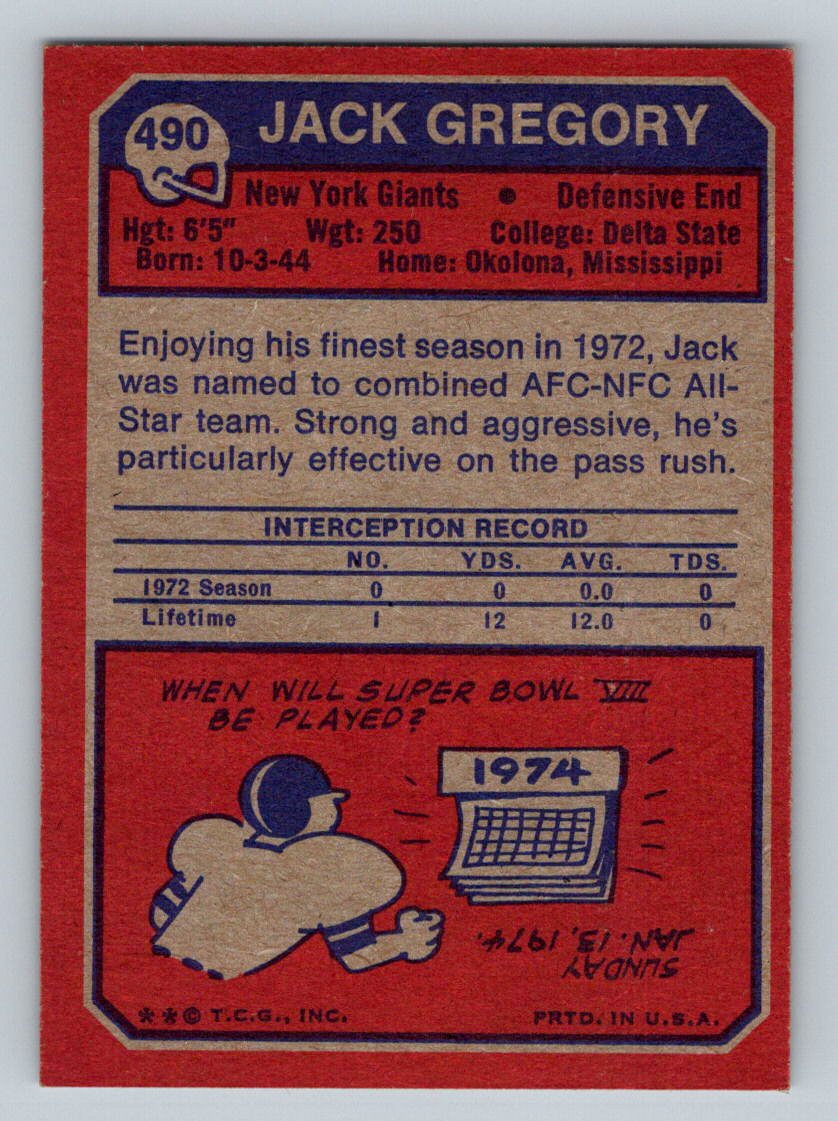 490
JACK GREGORY
New York Giants • Defensive End
Hgt: 6'5" Wgt: 250 College: Delta State
Born: 10-3-44 Home: Okolona, Mississippi
Enjoying his finest season in 1972, Jack
was named to combined AFC-NFC All-
Star team. Strong and aggressive, he's
particularly effective on the pass rush.
INTERCEPTION RECORD
NO. YDS. AVG. TDS.
1972 Season 0 0 0.0 0
Lifetime 1 12 12.0 0
WHEN WILL SUPER BOWL VIII
BE PLAYED?
1974
SUNDAY
JAN. 13, 1974.
**© T.C.G., INC. PRTD. IN U.S.A.